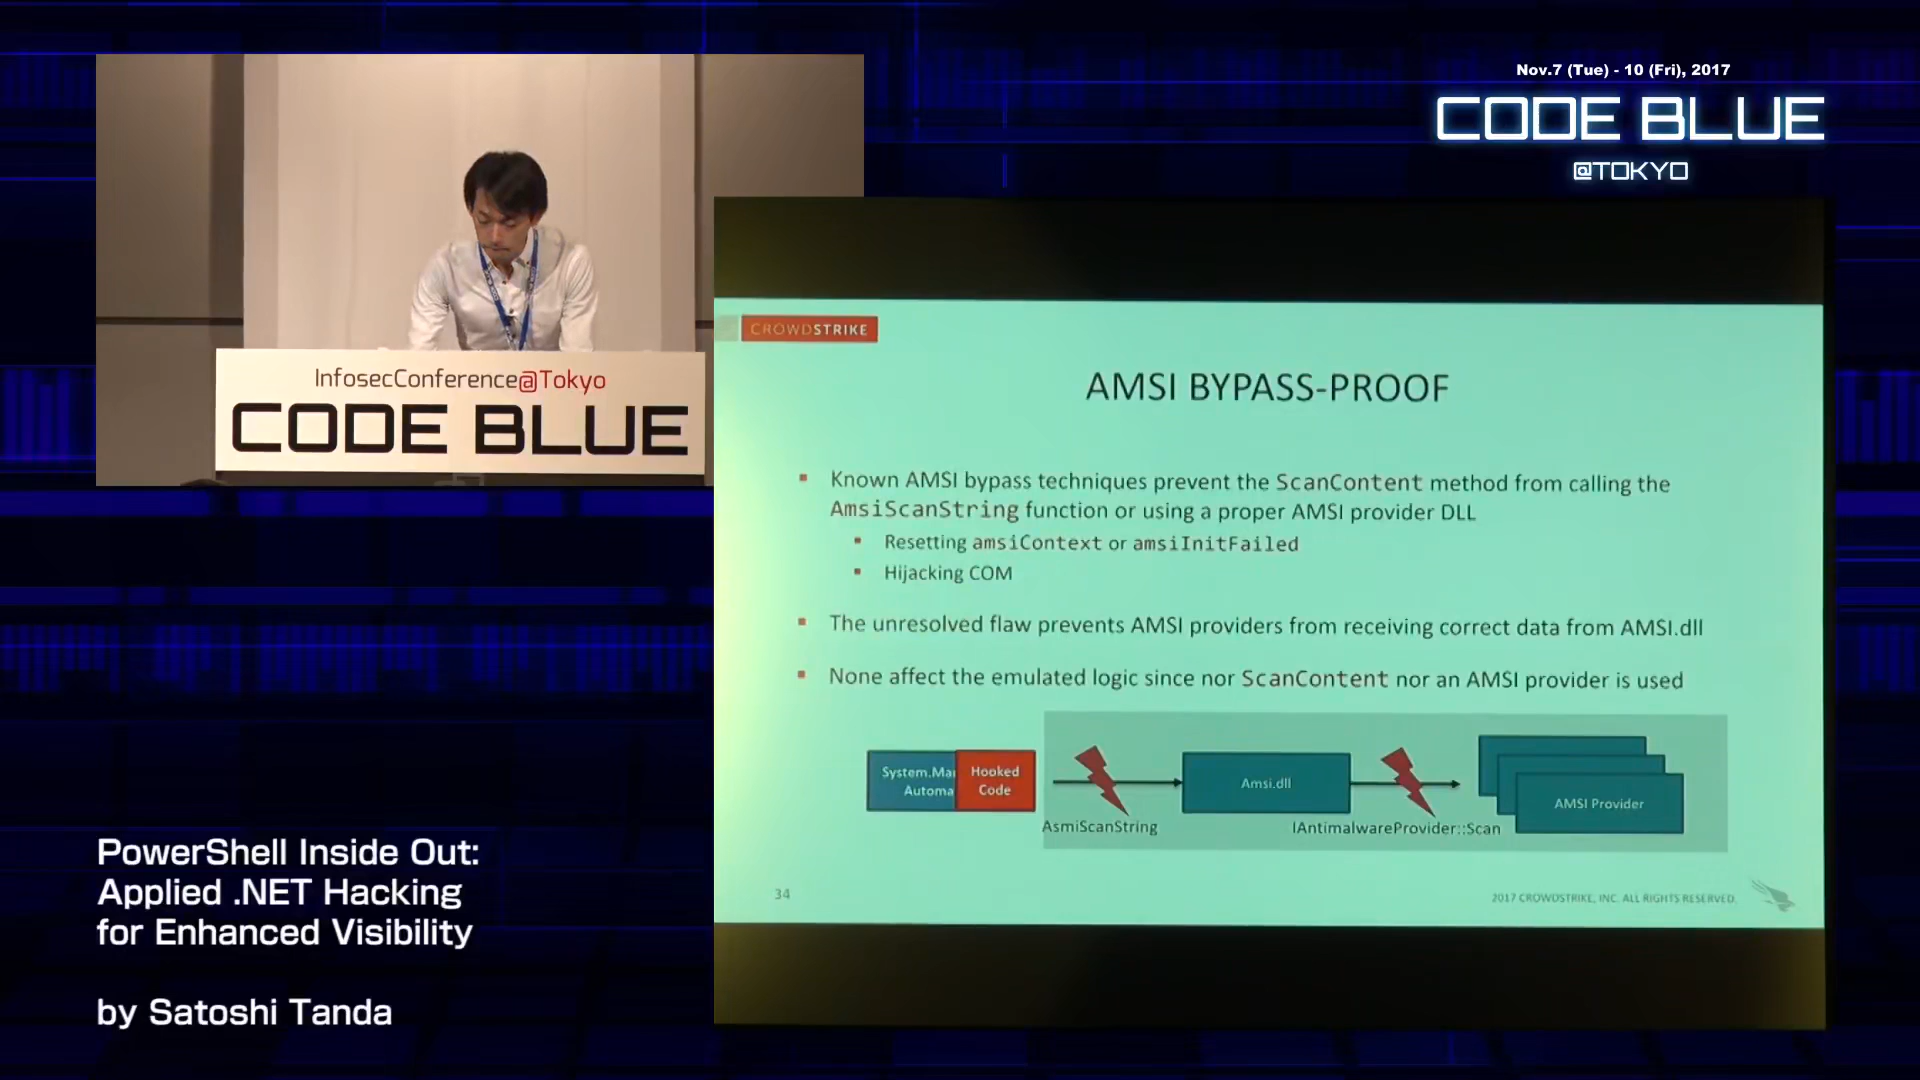 Nov.7 (Tue) - 10 (Fri), 2017
CODE BLUE
@TOKYO
InfosecConference@Tokyo
CODE BLUE
CROWDSTRIKE
AMSI BYPASS-PROOF
Known AMSI bypass techniques prevent the ScanContent method from calling the
AmsiScanString function or using a proper AMSI provider DLL
Resetting amsiContext or amsiInitFailed
Hijacking COM
The unresolved flaw prevents AMSI providers from receiving correct data from AMSI.dll
None affect the emulated logic since nor ScanContent nor an AMSI provider is used
System.Ma
Automa
Hooked
Code
AsmiScanString
Amsi.dll
IAntimalwareProvider::Scan
AMSI Provider
34
2017 CROWDSTRIKE, INC. ALL RIGHTS RESERVED.
PowerShell Inside Out:
Applied .NET Hacking
for Enhanced Visibility
by Satoshi Tanda